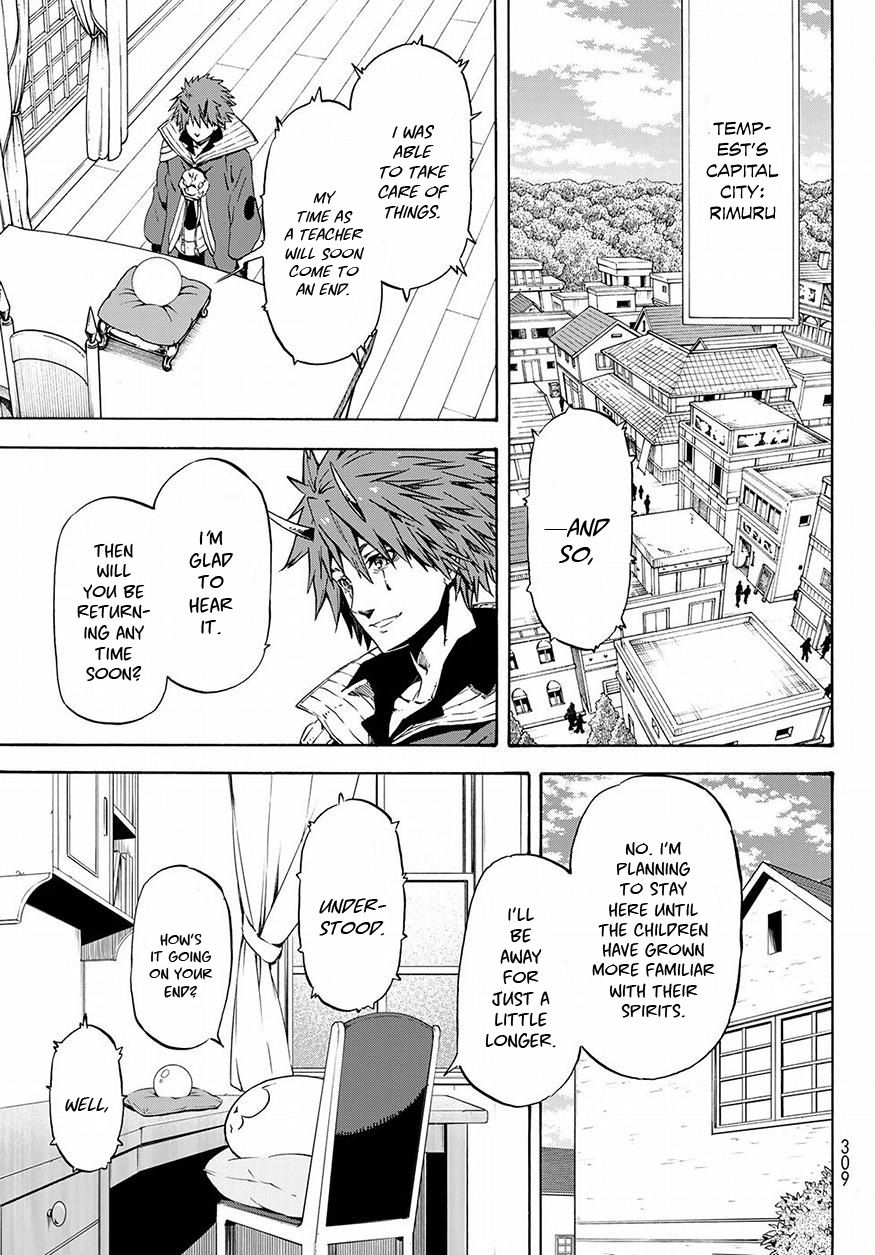 TEMP-
EST'S
CAPITAL
CITY:
RIMURU
—AND
SO,
I WAS
ABLE
TO TAKE
CARE OF
THINGS.
MY
TIME AS
A TEACHER
WILL SOON
COME TO
AN END.
I'M
GLAD
TO
HEAR
IT.
THEN
WILL
YOU BE
RETURN-
ING ANY
TIME
SOON?
NO. I'M
PLANNING
TO STAY
HERE UNTIL
THE CHILDREN
HAVE GROWN
MORE FAMILIAR
WITH THEIR
SPIRITS.
I'LL
BE
AWAY
FOR
JUST A
LITTLE
LONGER.
UNDER-
STOOD.
HOW'S
IT GOING
ON YOUR
END?
WELL,
309